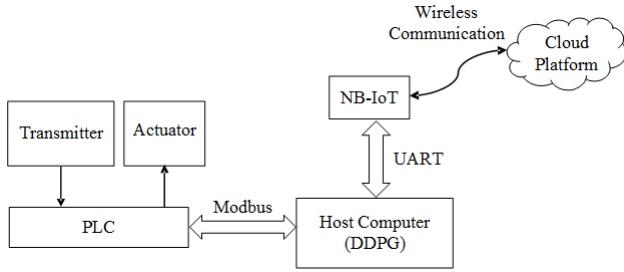 Wireless
Communication
Cloud
Platform
NB-IoT
Transmitter
Actuator
UART
Modbus
PLC
Host Computer
(DDPG)